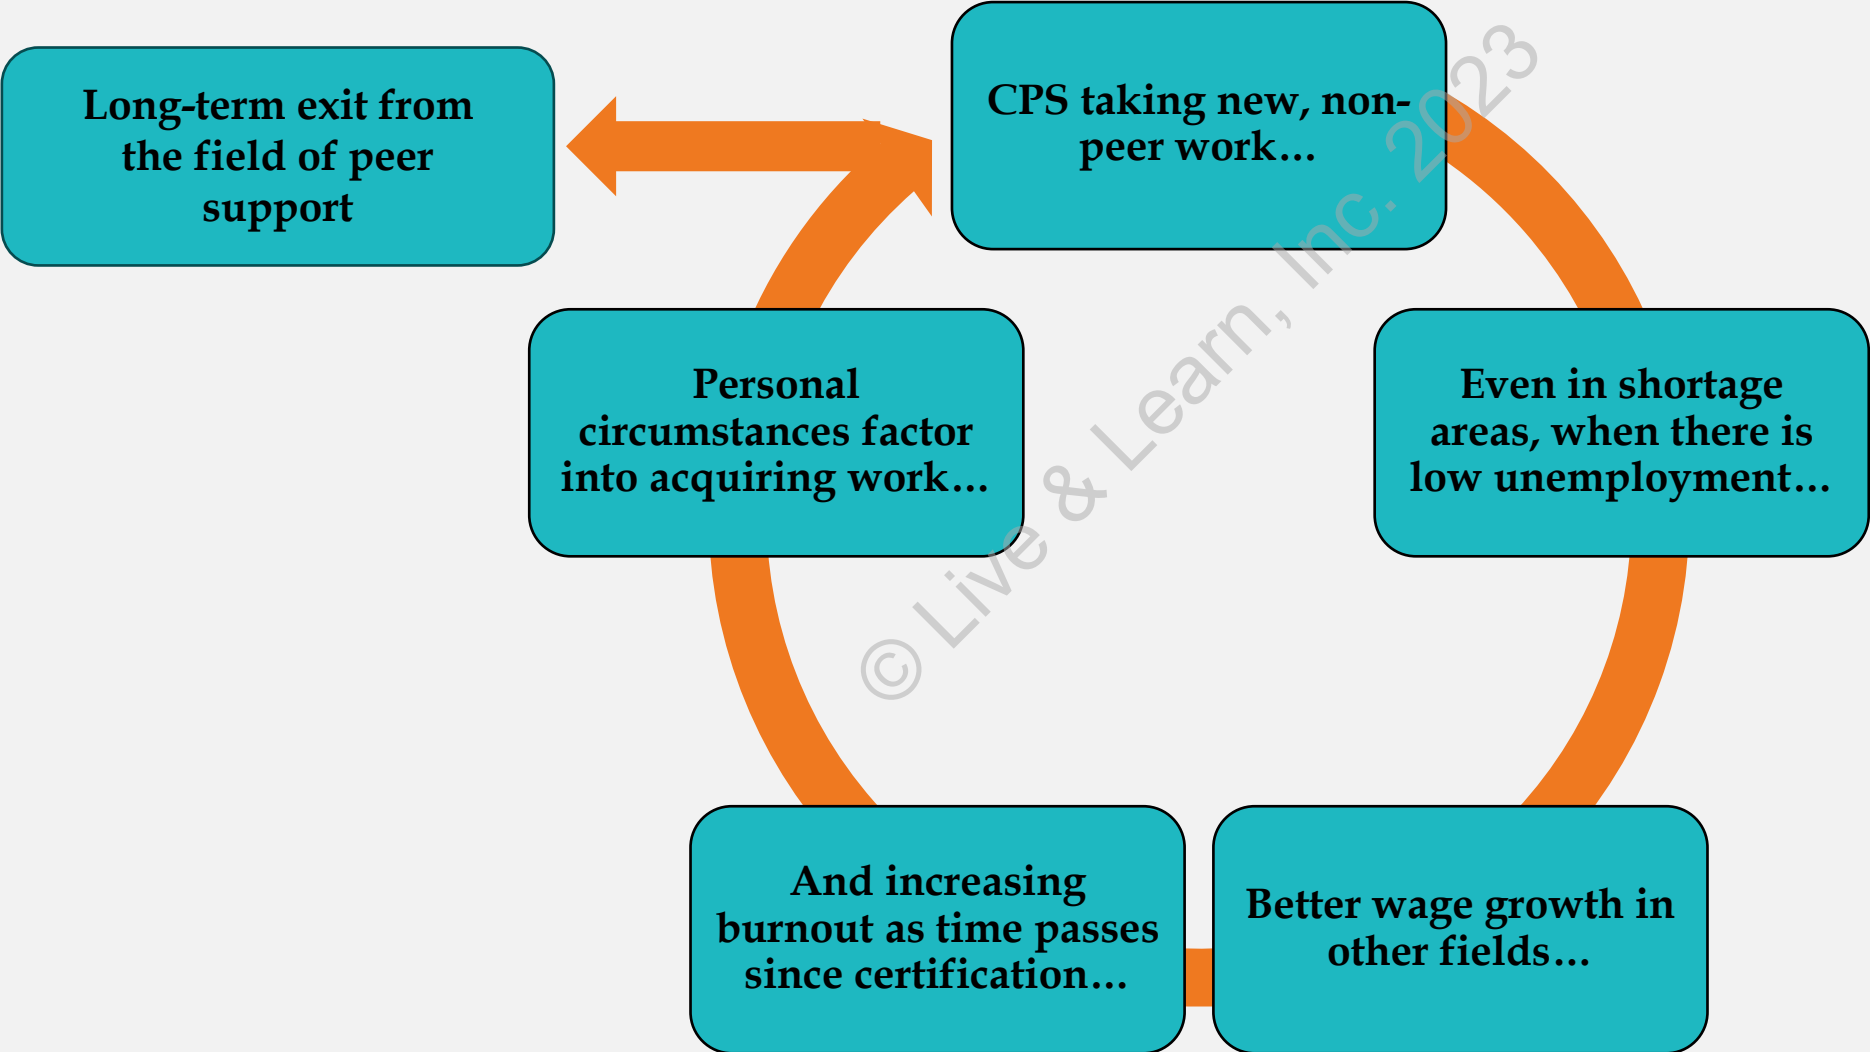 Long-term exit from
the field of peer
support
CPS taking new, non-
peer work…
Even in shortage
areas, when there is
low unemployment…
Better wage growth in
other fields…
And increasing
burnout as time passes
since certification…
Personal
circumstances factor
into acquiring work…
© Live & Learn, Inc. 2023